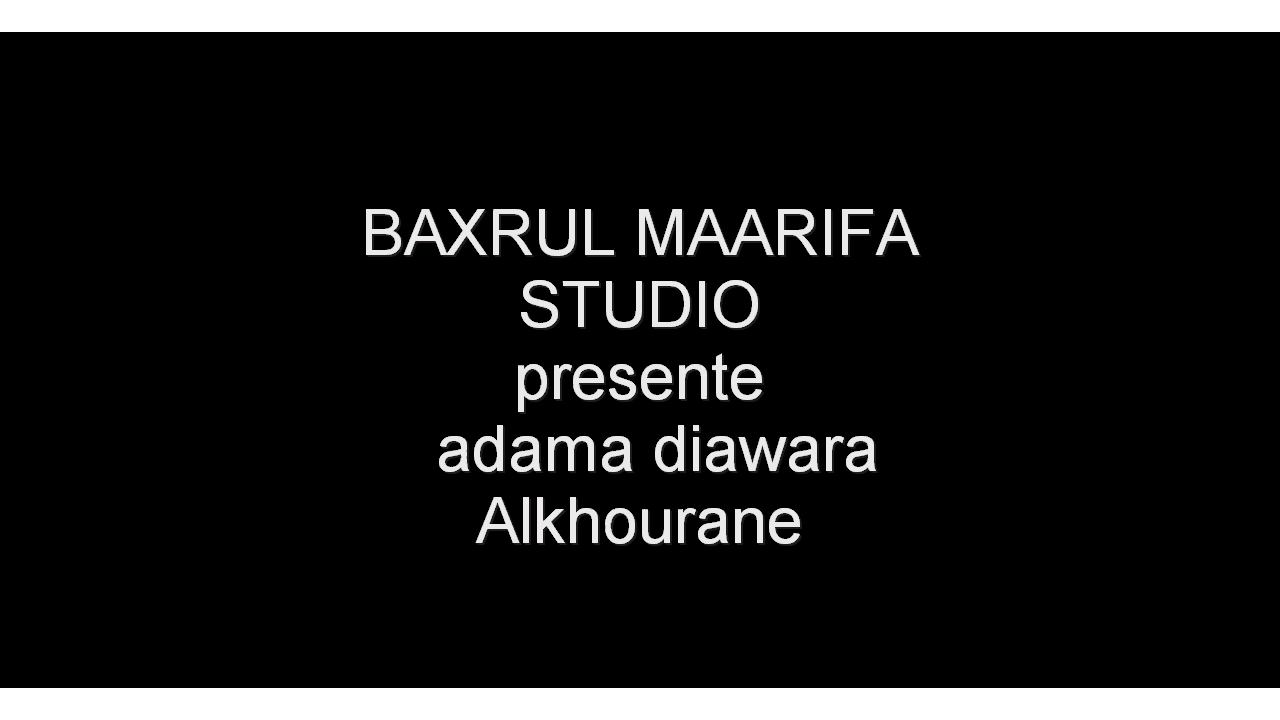 BAXRUL MAARIFA
STUDIO
presente
adama diawara
Alkhourane